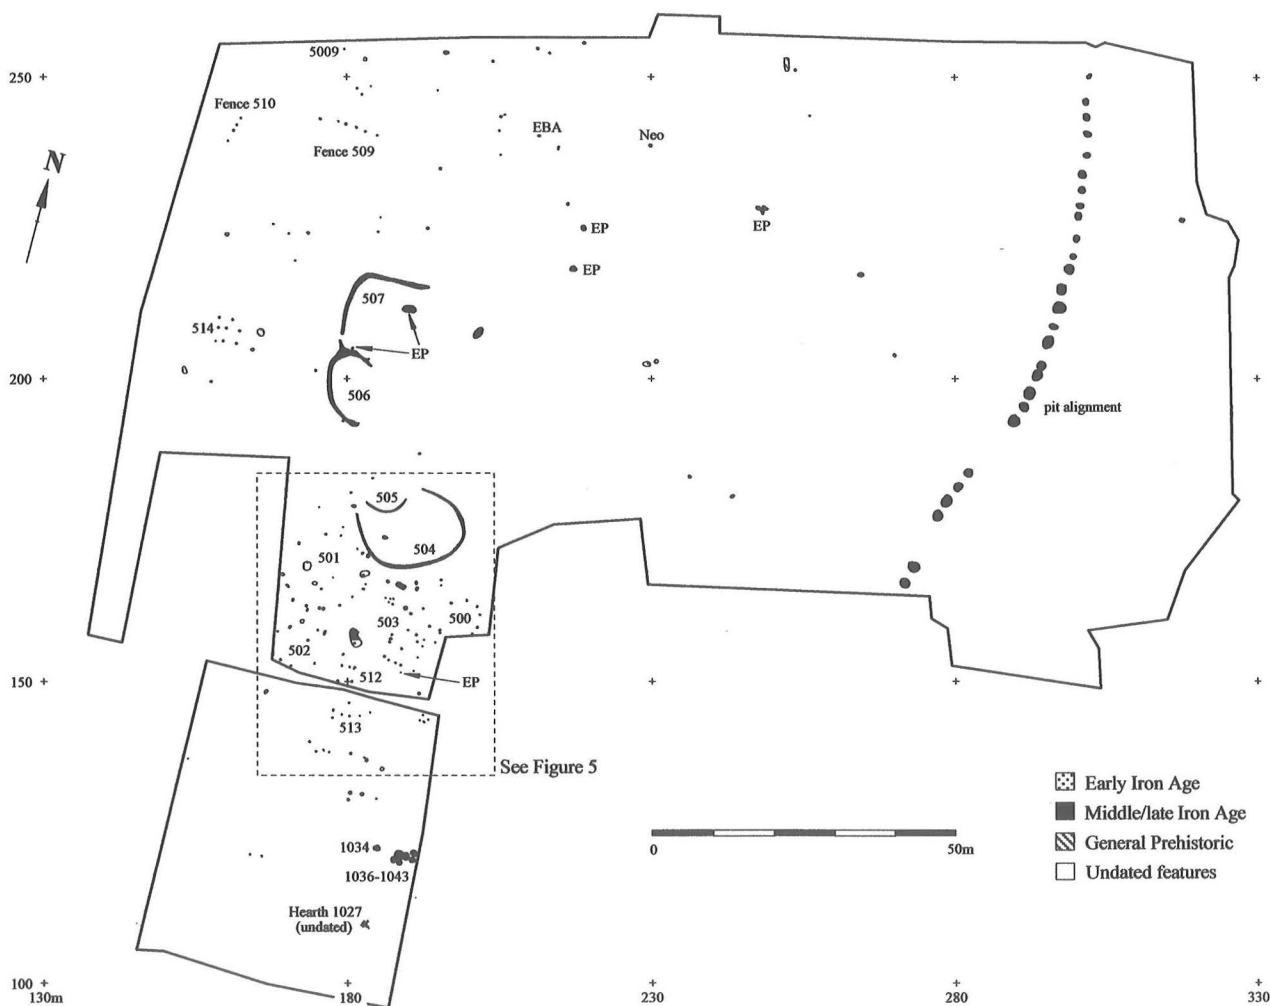 5009
250
Fence 510
EBA
Neo
Fence 509
N
EP
EP
EP
507
514
EP
200
506
pit alignment
505
504
501
500
503
502
512
EP
150
513
See Figure 5
Early Iron Age
Middle/late Iron Age
General Prehistoric
Undated features
0
50m
1034
1036-1043
Hearth 1027
(undated)
100
130m
180
230
280
330